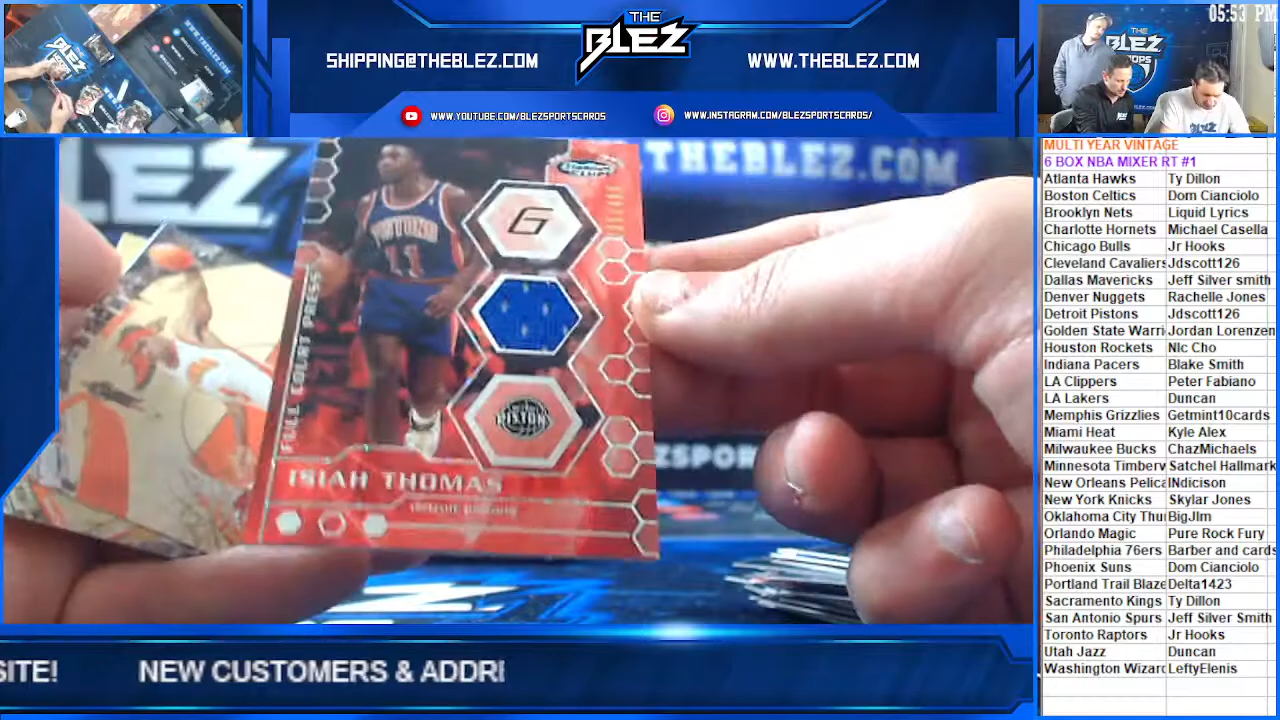 05:53 PM
THE
BLEZ
SHIPPING@THEBLEZ.COM
WWW.THEBLEZ.COM
WWW.YOUTUBE.COM/BLEZSPORTSCARDS
WWW.INSTAGRAM.COM/BLEZSPORTSCARDS/
THEBLEZ.COM
PISTONS
11
6
FULL COURT PRESS
PISTONS
ISIAH THOMAS
detroit pistons
SITE! NEW CUSTOMERS & ADDR
MULTI YEAR VINTAGE
6 BOX NBA MIXER RT #1
Atlanta Hawks Ty Dillon
Boston Celtics Dom Cianciolo
Brooklyn Nets Liquid Lyrics
Charlotte Hornets Michael Casella
Chicago Bulls Jr Hooks
Cleveland Cavaliers Jdscott126
Dallas Mavericks Jeff Silver smith
Denver Nuggets Rachelle Jones
Detroit Pistons Jdscott126
Golden State Warri Jordan Lorenzen
Houston Rockets NIc Cho
Indiana Pacers Blake Smith
LA Clippers Peter Fabiano
LA Lakers Duncan
Memphis Grizzlies Getmint10cards
Miami Heat Kyle Alex
Milwaukee Bucks ChazMichaels
Minnesota Timberv Satchel Hallmark
New Orleans Pelica INdicison
New York Knicks Skylar Jones
Oklahoma City Thu BigJIm
Orlando Magic Pure Rock Fury
Philadelphia 76ers Barber and cards
Phoenix Suns Dom Cianciolo
Portland Trail Blaze Delta1423
Sacramento Kings Ty Dillon
San Antonio Spurs Jeff Silver Smith
Toronto Raptors Jr Hooks
Utah Jazz Duncan
Washington Wizard LeftyElenis